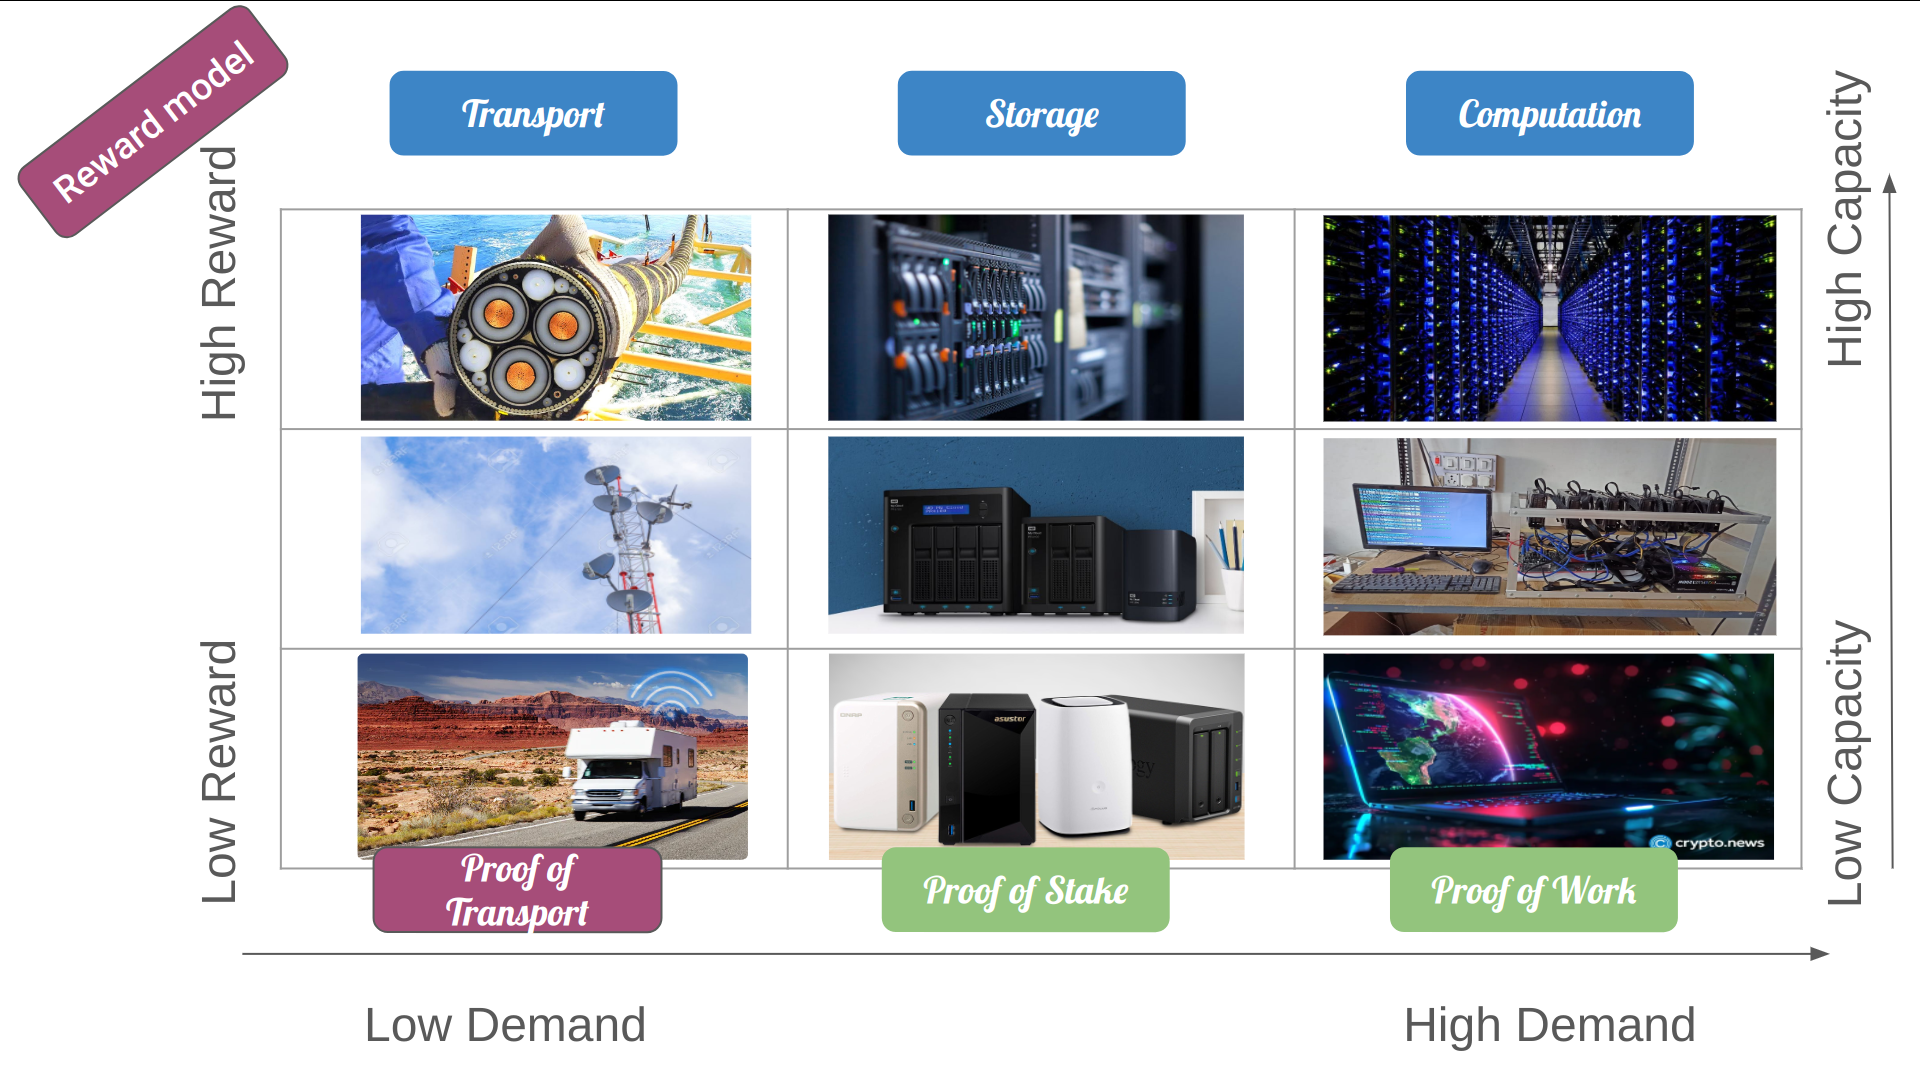 Reward model
Transport
Storage
Computation
High Reward
High Capacity
Low Reward
Low Capacity
asustor
crypto.news
Proof of
Transport
Proof of Stake
Proof of Work
Low Demand
High Demand